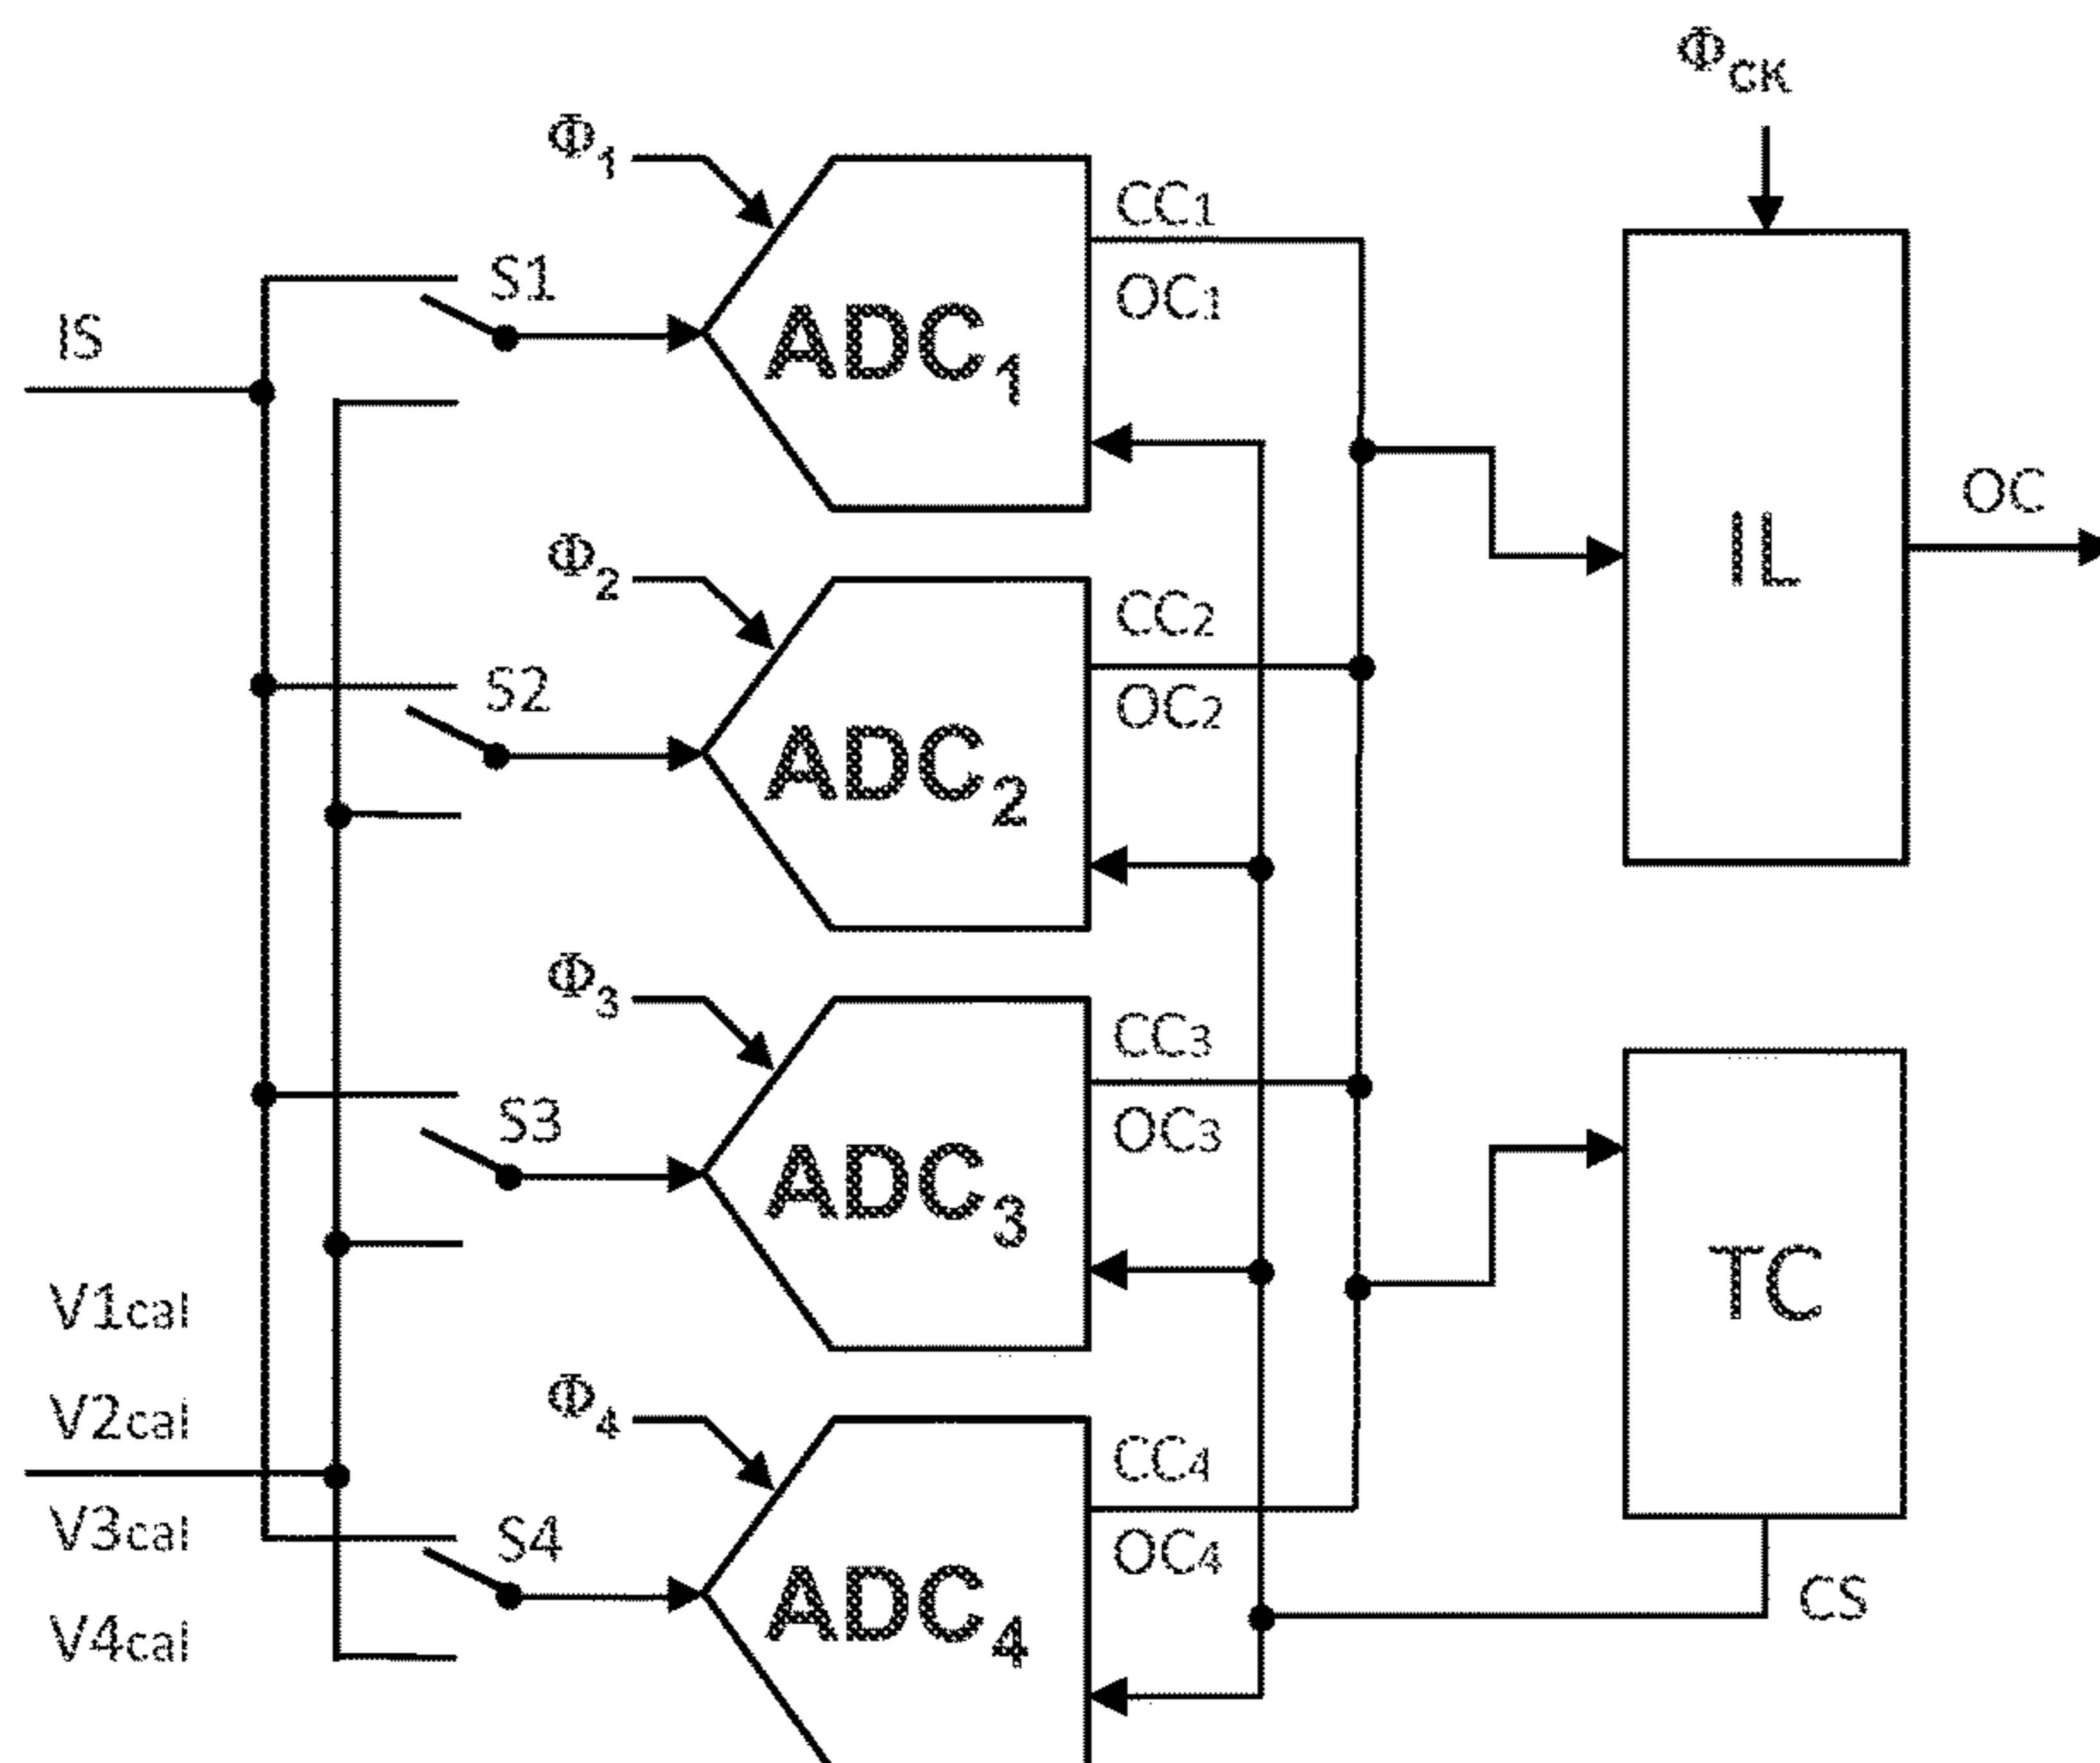 Φ_CK
Φ1
CC1
S1
OC1
IS
ADC1
OC
IL
Φ2
CC2
S2
OC2
ADC2
Φ3
CC3
S3
OC3
ADC3
TC
V1cal
V2cal
V3cal
V4cal
Φ4
CC4
S4
OC4
ADC4
CS